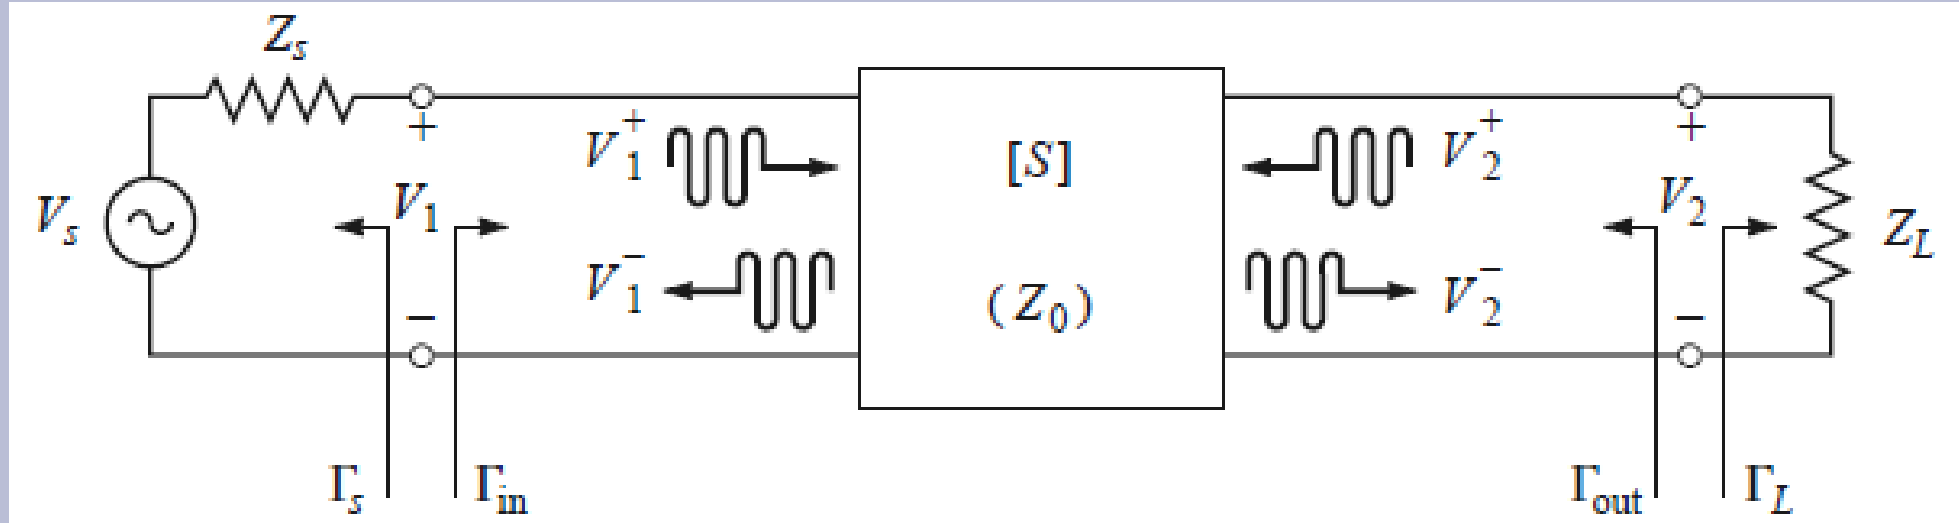 Z_s
+ V_1^+ [S] V_2^+ +
V_s V_1 V_2 Z_L
− V_1^- (Z_0) V_2^- −
Γ_s Γ_in Γ_out Γ_L